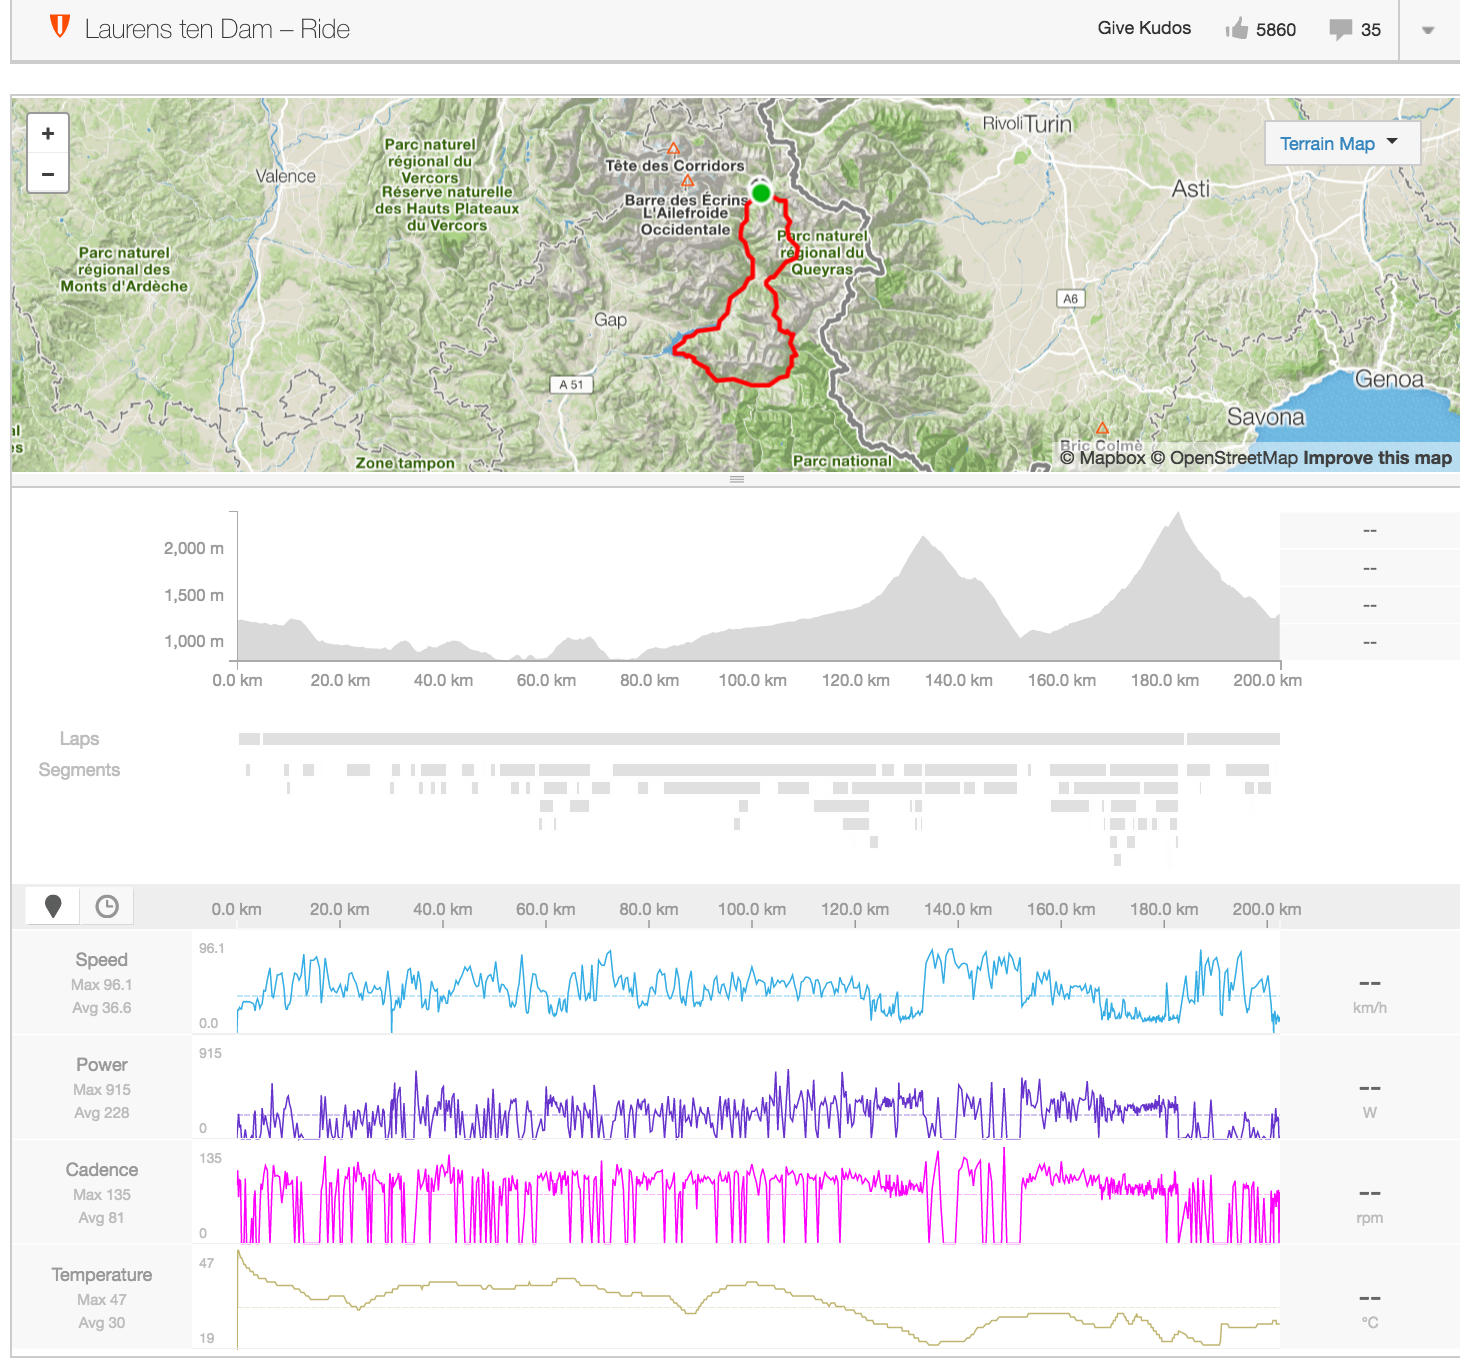 Laurens ten Dam – Ride
Give Kudos
5860
35
+
−
Terrain Map
Valence
Parc naturel
régional du
Vercors
Réserve naturelle
des Hauts Plateaux
du Vercors
Parc naturel
régional des
Monts d'Ardèche
Tête des Corridors
Barre des Écrins
L'Ailefroide
Occidentale
Parc naturel
régional du
Queyras
Rivoli
Turin
Asti
A6
Gap
A 51
Genoa
Savona
Bric Colmè
Zone tampon
Parc national
© Mapbox © OpenStreetMap Improve this map
2,000 m
1,500 m
1,000 m
--
--
--
--
0.0 km 20.0 km 40.0 km 60.0 km 80.0 km 100.0 km 120.0 km 140.0 km 160.0 km 180.0 km 200.0 km
Laps
Segments
0.0 km 20.0 km 40.0 km 60.0 km 80.0 km 100.0 km 120.0 km 140.0 km 160.0 km 180.0 km 200.0 km
Speed
Max 96.1
Avg 36.6
96.1
0.0
--
km/h
Power
Max 915
Avg 228
915
0
--
W
Cadence
Max 135
Avg 81
135
0
--
rpm
Temperature
Max 47
Avg 30
47
19
--
°C